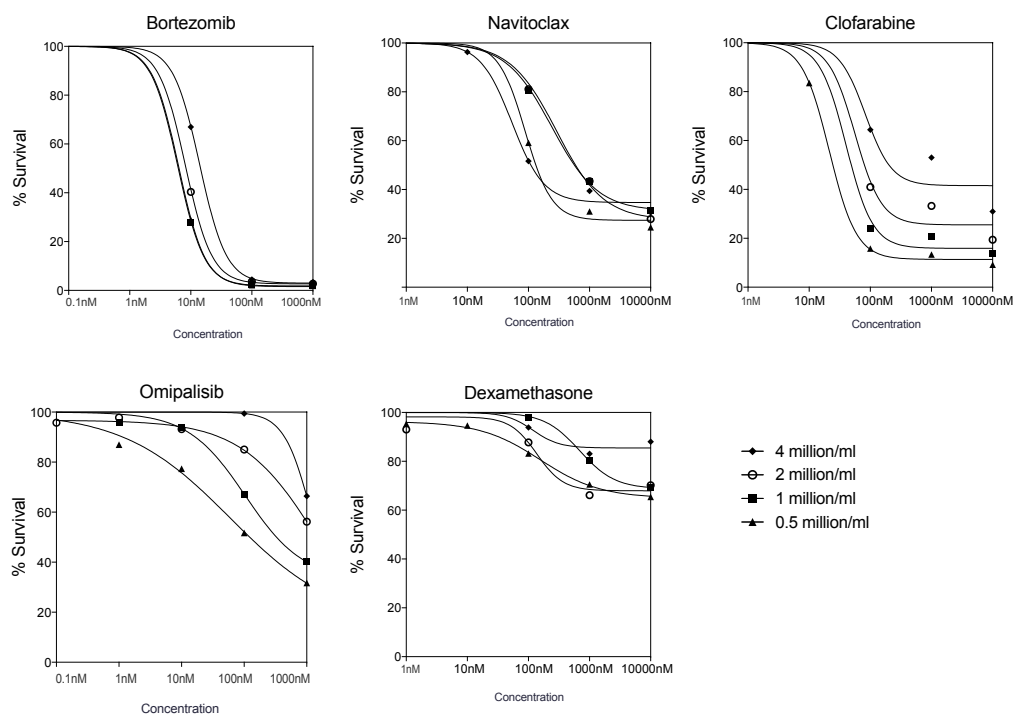 Bortezomib
% Survival
100
80
60
40
20
0
0.1nM 1nM 10nM 100nM 1000nM
Concentration
Navitoclax
% Survival
100
80
60
40
20
1nM 10nM 100nM 1000nM 10000nM
Concentration
Clofarabine
% Survival
100
80
60
40
20
0
1nM 10nM 100nM 1000nM 10000nM
Concentration
Omipalisib
% Survival
100
80
60
40
20
0
0.1nM 1nM 10nM 100nM 1000nM
Concentration
Dexamethasone
% Survival
100
80
60
40
20
0
1nM 10nM 100nM 1000nM 10000nM
Concentration
4 million/ml
2 million/ml
1 million/ml
0.5 million/ml